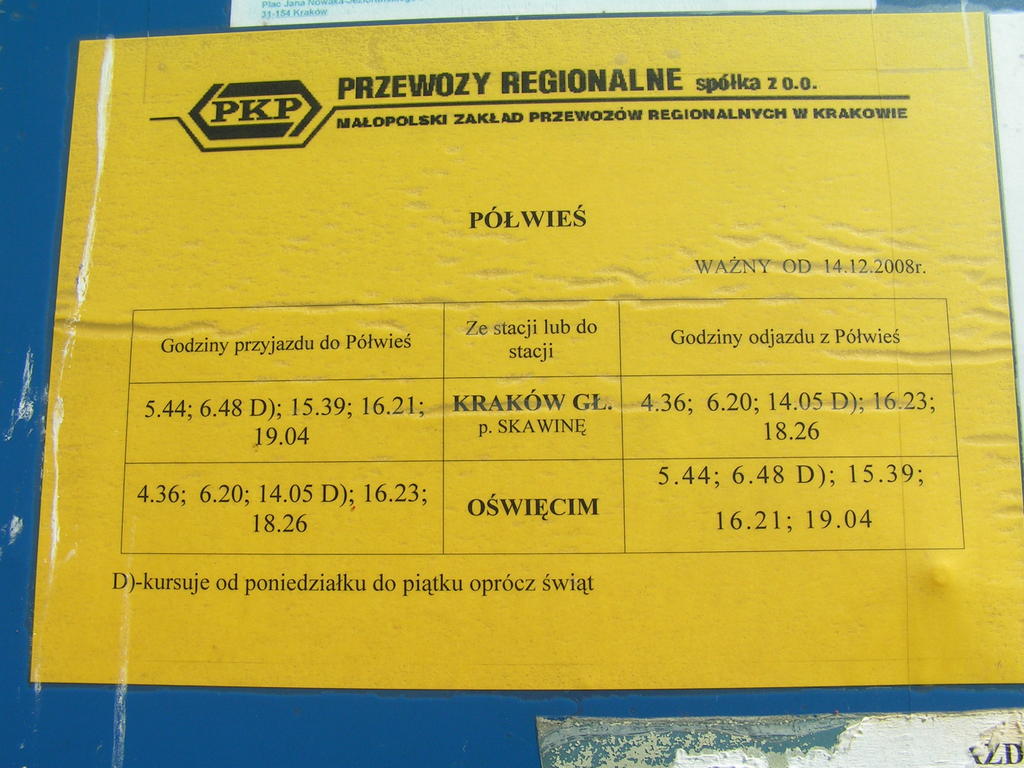 Plac Jana Nowaka-Jeziorańskiego
31-154 Kraków
PKP
PRZEWOZY REGIONALNE spółka z o.o.
MAŁOPOLSKI ZAKŁAD PRZEWOZÓW REGIONALNYCH W KRAKOWIE
PÓŁWIEŚ
WAŻNY OD 14.12.2008r.
Godziny przyjazdu do Półwieś
Ze stacji lub do
stacji
Godziny odjazdu z Półwieś
5.44; 6.48 D); 15.39; 16.21;
19.04
KRAKÓW GŁ.
p. SKAWINĘ
4.36; 6.20; 14.05 D); 16.23;
18.26
4.36; 6.20; 14.05 D); 16.23;
18.26
OŚWIĘCIM
5.44; 6.48 D); 15.39;
16.21; 19.04
D)-kursuje od poniedziałku do piątku oprócz świąt